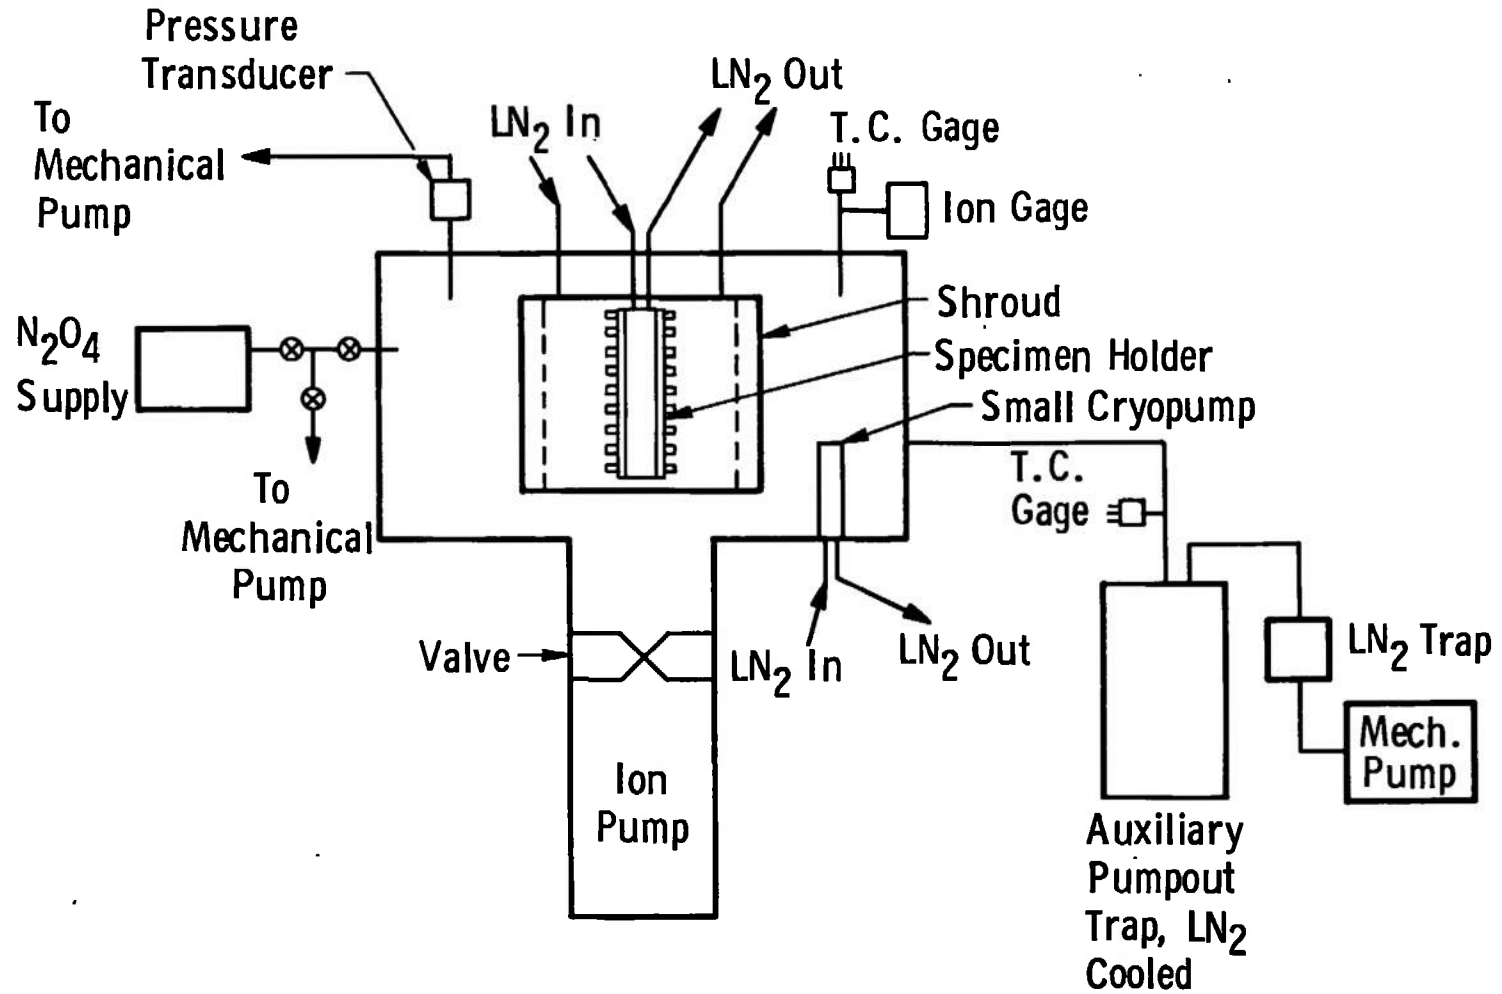 Pressure
Transducer
To
Mechanical
Pump
LN2 In
LN2 Out
T.C. Gage
Ion Gage
N2O4
Supply
Shroud
Specimen Holder
Small Cryopump
To
Mechanical
Pump
T.C.
Gage
Valve
LN2 In
LN2 Out
LN2 Trap
Mech.
Pump
Ion
Pump
Auxiliary
Pumpout
Trap, LN2
Cooled